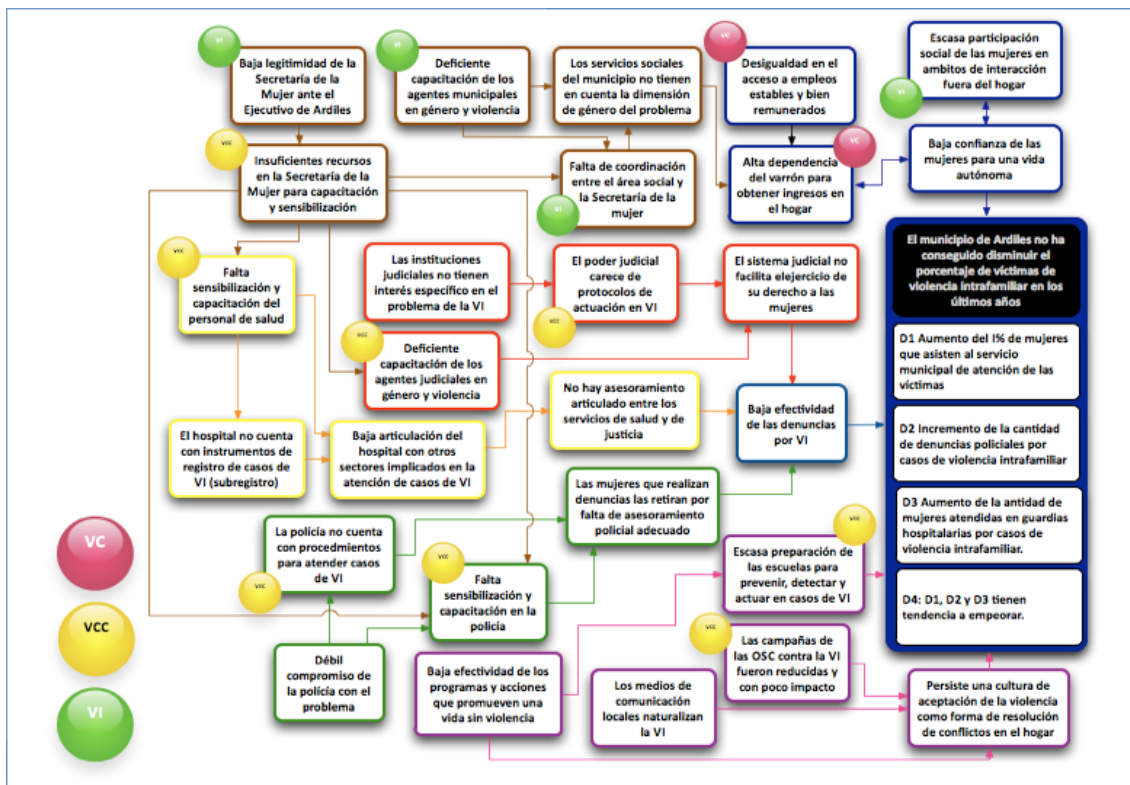 VI
Baja legitimidad de la
Secretaría de la
Mujer ante el
Ejecutivo de Ardiles
VI
Deficiente
capacitación de los
agentes municipales
en género y violencia
Los servicios sociales
del municipio no tienen
en cuenta la dimensión
de género del problema
VC
Desigualdad en el
acceso a empleos
estables y bien
remunerados
Escasa participación
social de las mujeres en
ambitos de interacción
fuera del hogar
VI
VCC
Insuficientes recursos
en la Secretaría de la
Mujer para capacitación
y sensibilización
Falta de coordinación
entre el área social y
la Secretaría de la
mujer
VI
VC
Alta dependencia
del varrón para
obtener ingresos en
el hogar
Baja confianza de las
mujeres para una vida
autónoma
VCC
Falta
sensibilización y
capacitación del
personal de salud
Las instituciones
judiciales no tienen
interés específico en el
problema de la VI
El poder judicial
carece de
protocolos de
actuación en VI
VCC
El sistema judicial no
facilita elejercicio de
su derecho a las
mujeres
El municipio de Ardiles no ha
conseguido disminuir el
porcentaje de víctimas de
violencia intrafamiliar en los
últimos años
VCC
Deficiente
capacitación de los
agentes judiciales en
género y violencia
D1 Aumento del I% de mujeres
que asisten al servicio
municipal de atención de las
víctimas
No hay asesoramiento
articulado entre los
servicios de salud y de
justicia
Baja efectividad
de las denuncias
por VI
D2 Incremento de la cantidad
de denuncias policiales por
casos de violencia intrafamiliar
El hospital no cuenta
con instrumentos de
registro de casos de
VI (subregistro)
Baja articulación del
hospital con otros
sectores implicados en la
atención de casos de VI
Las mujeres que realizan
denuncias las retiran por
falta de asesoramiento
policial adecuado
D3 Aumento de la antidad de
mujeres atendidas en guardias
hospitalarias por casos de
violencia intrafamiliar.
La polícía no cuenta
con procedmientos
para atender casos
de VI
VCC
VCC
Falta
sensibilización y
capacitación en la
policía
VCC
Escasa preparación de
las escuelas para
prevenir, detectar y
actuar en casos de VI
D4: D1, D2 y D3 tienen
tendencia a empeorar.
VC
VCC
VI
Débil
compromiso de
la polícía con el
problema
Baja efectividad de los
programas y acciones
que promueven una
vida sin violencia
Los medios de
comunicación
locales naturalizan
la VI
VCC
Las campañas de
las OSC contra la VI
fueron reducidas y
con poco impacto
Persiste una cultura de
aceptación de la violencia
como forma de resolución
de conflictos en el hogar